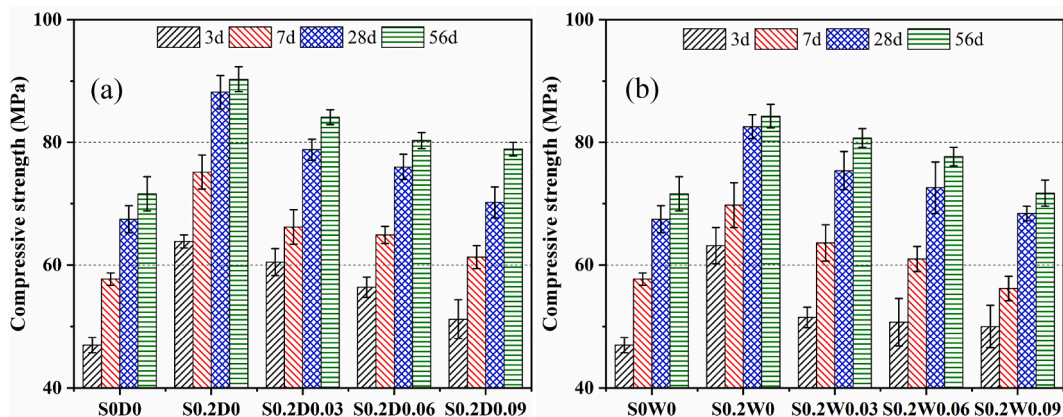 100
80
60
40
Compressive strength (MPa)
3d 7d 28d 56d
(a)
S0D0 S0.2D0 S0.2D0.03 S0.2D0.06 S0.2D0.09
100
80
60
40
Compressive strength (MPa)
3d 7d 28d 56d
(b)
S0W0 S0.2W0 S0.2W0.03 S0.2W0.06 S0.2W0.08